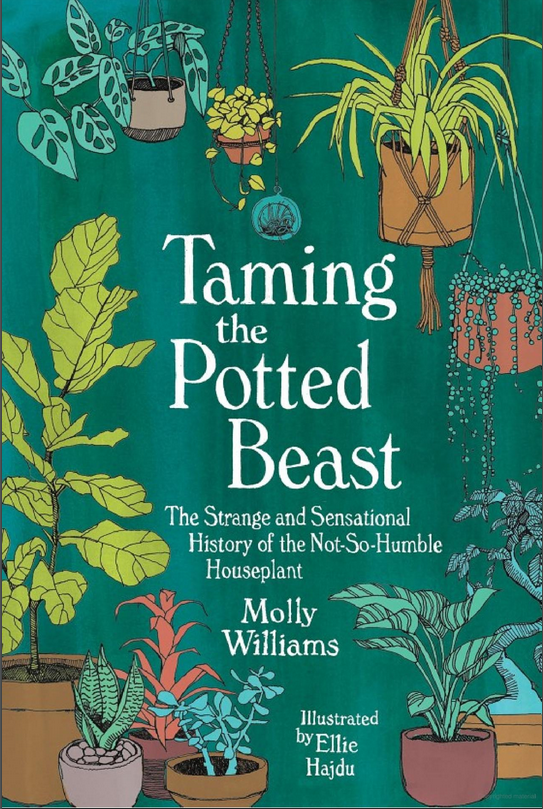 Taming
the
Potted
Beast
The Strange and Sensational
History of the Not-So-Humble
Houseplant
Molly
Williams
Illustrated
by Ellie
Hajdu